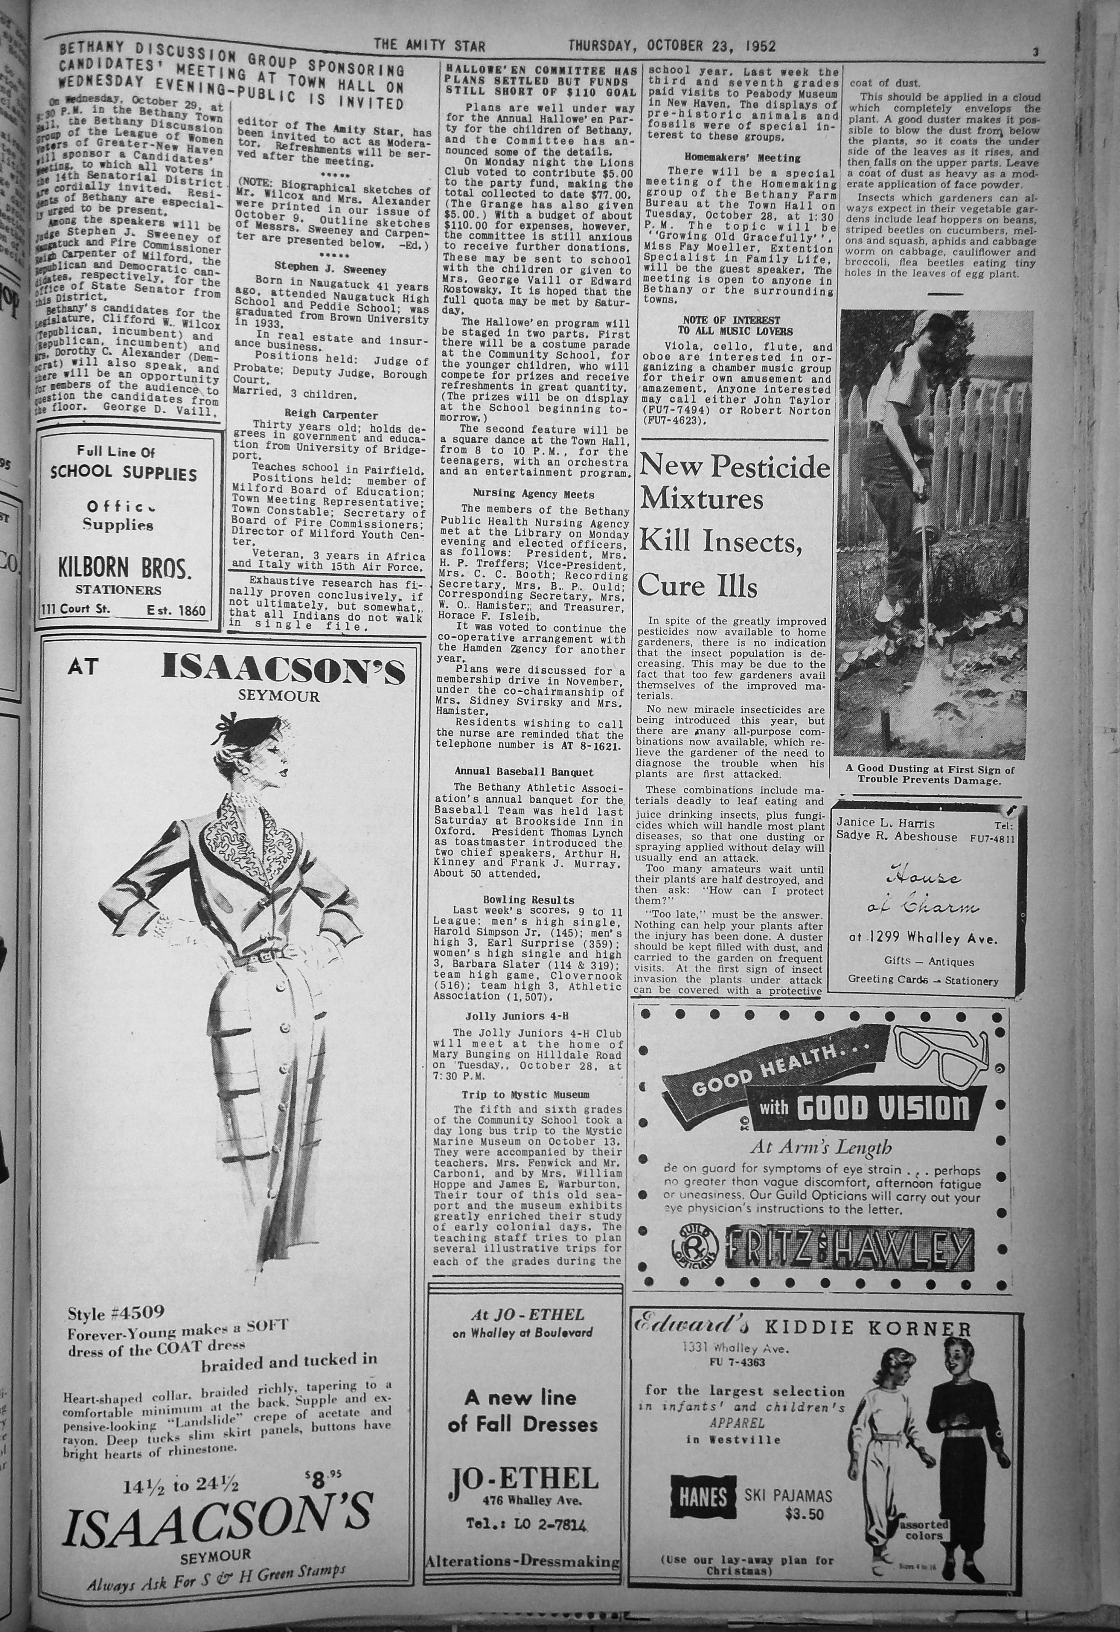 THE AMITY STAR THURSDAY, OCTOBER 23, 1952 3
BETHANY DISCUSSION GROUP SPONSORING
CANDIDATES' MEETING AT TOWN HALL ON
WEDNESDAY EVENING-PUBLIC IS INVITED
On Wednesday, October 29, at
8:30 P.M. in the Bethany Town
Hall, the Bethany Discussion
Group of the League of Women
Voters of Greater-New Haven
will sponsor a Candidates'
Meeting, to which all voters in
the 14th Senatorial District
are cordially invited. Resi-
dents of Bethany are especial-
ly urged to be present.
Among the speakers will be
Judge Stephen J. Sweeney of
Naugatuck and Fire Commissioner
Reigh Carpenter of Milford, the
Republican and Democratic can-
didates, respectively, for the
office of State Senator from
this District.
Bethany's candidates for the
Legislature, Clifford W. Wilcox
(Republican, incumbent) and
(Republican, incumbent) and
Mrs. Dorothy C. Alexander (Dem-
ocrat) will also speak, and
there will be an opportunity
for members of the audience to
question the candidates from
the floor. George D. Vaill,
editor of The Amity Star, has
been invited to act as Modera-
tor. Refreshments will be ser-
ved after the meeting.
*****
(NOTE: Biographical sketches of
Mr. Wilcox and Mrs. Alexander
were printed in our issue of
October 9. Outline sketches
of Messrs. Sweeney and Carpen-
ter are presented below. -Ed.)
*****
Stephen J. Sweeney
Born in Naugatuck 41 years
ago, attended Naugatuck High
School and Peddie School; was
graduated from Brown University
in 1933.
In real estate and insur-
ance business.
Positions held: Judge of
Probate; Deputy Judge, Borough
Court.
Married, 3 children.
Reigh Carpenter
Thirty years old; holds de-
grees in government and educa-
tion from University of Bridge-
port.
Teaches school in Fairfield.
Positions held: member of
Milford Board of Education;
Town Meeting Representative;
Town Constable; Secretary of
Board of Fire Commissioners;
Director of Milford Youth Cen-
ter.
Veteran, 3 years in Africa
and Italy with 15th Air Force.
Exhaustive research has fi-
nally proven conclusively, if
not ultimately, but somewhat,
that all Indians do not walk
in single file.
Full Line Of
SCHOOL SUPPLIES
Office
Supplies
KILBORN BROS.
STATIONERS
111 Court St. Est. 1860
AT ISAACSON'S
SEYMOUR
Style #4509
Forever-Young makes a SOFT
dress of the COAT dress
braided and tucked in
Heart-shaped collar, braided richly, tapering to a
comfortable minimum at the back. Supple and ex-
pensive-looking "Landslide" crepe of acetate and
rayon. Deep tucks slim skirt panels, buttons have
bright hearts of rhinestone.
14½ to 24½ $8.95
ISAACSON'S
SEYMOUR
Always Ask For S & H Green Stamps
HALLOWE'EN COMMITTEE HAS
PLANS SETTLED BUT FUNDS
STILL SHORT OF $110 GOAL
Plans are well under way
for the Annual Hallowe'en Par-
ty for the children of Bethany,
and the Committee has an-
nounced some of the details.
On Monday night the Lions
Club voted to contribute $5.00
to the party fund, making the
total collected to date $77.00.
(The Grange has also given
$5.00.) With a budget of about
$110.00 for expenses, however,
the committee is still anxious
to receive further donations.
These may be sent to school
with the children or given to
Mrs. George Vaill or Edward
Rostowsky. It is hoped that the
full quota may be met by Satur-
day.
The Hallowe'en program will
be staged in two parts. First
there will be a costume parade
at the Community School, for
the younger children, who will
compete for prizes and receive
refreshments in great quantity.
(The prizes will be on display
at the School beginning to-
morrow.)
The second feature will be
a square dance at the Town Hall,
from 8 to 10 P.M., for the
teenagers, with an orchestra
and an entertainment program.
Nursing Agency Meets
The members of the Bethany
Public Health Nursing Agency
met at the Library on Monday
evening and elected officers,
as follows: President, Mrs.
H. P. Treffers; Vice-President,
Mrs. C. C. Booth; Recording
Secretary, Mrs. B. P. Ould;
Corresponding Secretary, Mrs.
W. O. Hamister; and Treasurer,
Horace F. Isleib.
It was voted to continue the
co-operative arrangement with
the Hamden Agency for another
year.
Plans were discussed for a
membership drive in November,
under the co-chairmanship of
Mrs. Sidney Svirsky and Mrs.
Hamister.
Residents wishing to call
the nurse are reminded that the
telephone number is AT 8-1621.
Annual Baseball Banquet
The Bethany Athletic Associ-
ation's annual banquet for the
Baseball Team was held last
Saturday at Brookside Inn in
Oxford. President Thomas Lynch
as toastmaster introduced the
two chief speakers, Arthur H.
Kinney and Frank J. Murray.
About 50 attended.
Bowling Results
Last week's scores, 9 to 11
League: men's high single,
Harold Simpson Jr. (145); men's
high 3, Earl Surprise (359);
women's high single and high
3, Barbara Slater (114 & 319);
team high game, Clovernook
(516); team high 3, Athletic
Association (1,507).
Jolly Juniors 4-H
The Jolly Juniors 4-H Club
will meet at the home of
Mary Bunging on Hilldale Road
on Tuesday, October 28, at
7:30 P.M.
Trip to Mystic Museum
The fifth and sixth grades
of the Community School took a
day long bus trip to the Mystic
Marine Museum on October 13.
They were accompanied by their
teachers, Mrs. Fenwick and Mr.
Carboni, and by Mrs. William
Hoppe and James E. Warburton.
Their tour of this old sea-
port and the museum exhibits
greatly enriched their study
of early colonial days. The
teaching staff tries to plan
several illustrative trips for
each of the grades during the
At JO-ETHEL
on Whalley at Boulevard
A new line
of Fall Dresses
JO-ETHEL
476 Whalley Ave.
Tel.: LO 2-7814
Alterations-Dressmaking
school year. Last week the
third and seventh grades
paid visits to Peabody Museum
in New Haven. The displays of
pre-historic animals and
fossils were of special in-
terest to these groups.
Homemakers' Meeting
There will be a special
meeting of the Homemaking
group of the Bethany Farm
Bureau at the Town Hall on
Tuesday, October 28, at 1:30
P.M. The topic will be
"Growing Old Gracefully",
Miss Fay Moeller, Extention
Specialist in Family Life,
will be the guest speaker. The
meeting is open to anyone in
Bethany or the surrounding
towns.
NOTE OF INTEREST
TO ALL MUSIC LOVERS
Viola, cello, flute, and
oboe are interested in or-
ganizing a chamber music group
for their own amusement and
amazement. Anyone interested
may call either John Taylor
(FU7-7494) or Robert Norton
(FU7-4623).
New Pesticide
Mixtures
Kill Insects,
Cure Ills
In spite of the greatly improved
pesticides now available to home
gardeners, there is no indication
that the insect population is de-
creasing. This may be due to the
fact that too few gardeners avail
themselves of the improved ma-
terials.
No new miracle insecticides are
being introduced this year, but
there are many all-purpose com-
binations now available, which re-
lieve the gardener of the need to
diagnose the trouble when his
plants are first attacked.
These combinations include ma-
terials deadly to leaf eating and
juice drinking insects, plus fungi-
cides which will handle most plant
diseases, so that one dusting or
spraying applied without delay will
usually end an attack.
Too many amateurs wait until
their plants are half destroyed, and
then ask: "How can I protect
them?"
"Too late," must be the answer.
Nothing can help your plants after
the injury has been done. A duster
should be kept filled with dust, and
carried to the garden on frequent
visits. At the first sign of insect
invasion the plants under attack
can be covered with a protective
coat of dust.
This should be applied in a cloud
which completely envelops the
plant. A good duster makes it pos-
sible to blow the dust from below
the plants, so it coats the under
side of the leaves as it rises, and
then falls on the upper parts. Leave
a coat of dust as heavy as a mod-
erate application of face powder.
Insects which gardeners can al-
ways expect in their vegetable gar-
dens include leaf hoppers on beans,
striped beetles on cucumbers, mel-
ons and squash, aphids and cabbage
worm on cabbage, cauliflower and
broccoli, flea beetles eating tiny
holes in the leaves of egg plant.
A Good Dusting at First Sign of
Trouble Prevents Damage.
Janice L. Harris Tel:
Sadye R. Abeshouse FU7-4811
House
of Charm
at 1299 Whalley Ave.
Gifts — Antiques
Greeting Cards — Stationery
GOOD HEALTH...
with GOOD VISION
At Arm's Length
Be on guard for symptoms of eye strain . . . perhaps
no greater than vague discomfort, afternoon fatigue
or uneasiness. Our Guild Opticians will carry out your
eye physician's instructions to the letter.
GUILD OPTICIANS
FRITZ & HAWLEY
Edward's KIDDIE KORNER
1331 Whalley Ave.
FU 7-4363
for the largest selection
in infants' and children's
APPAREL
in Westville
HANES SKI PAJAMAS
$3.50
assorted
colors
Sizes 4 to 16
(Use our lay-away plan for
Christmas)